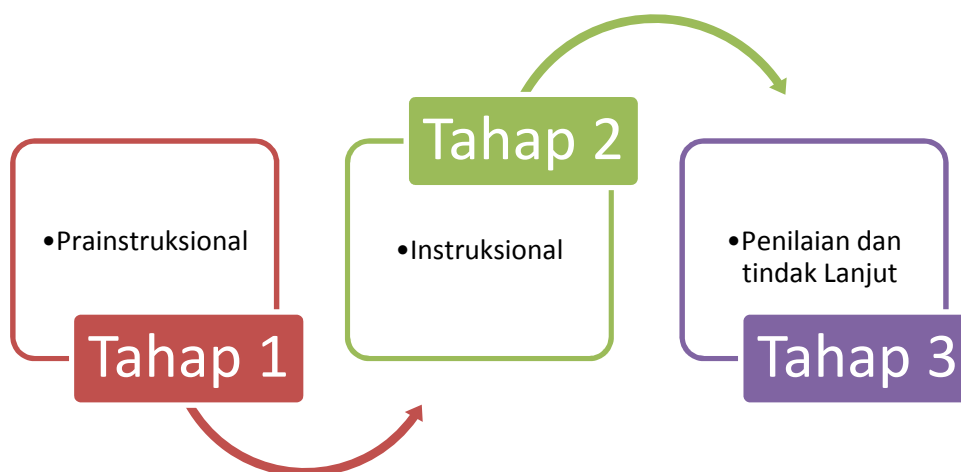 •Prainstruksional
Tahap 1
Tahap 2
•Instruksional
•Penilaian dan
tindak Lanjut
Tahap 3